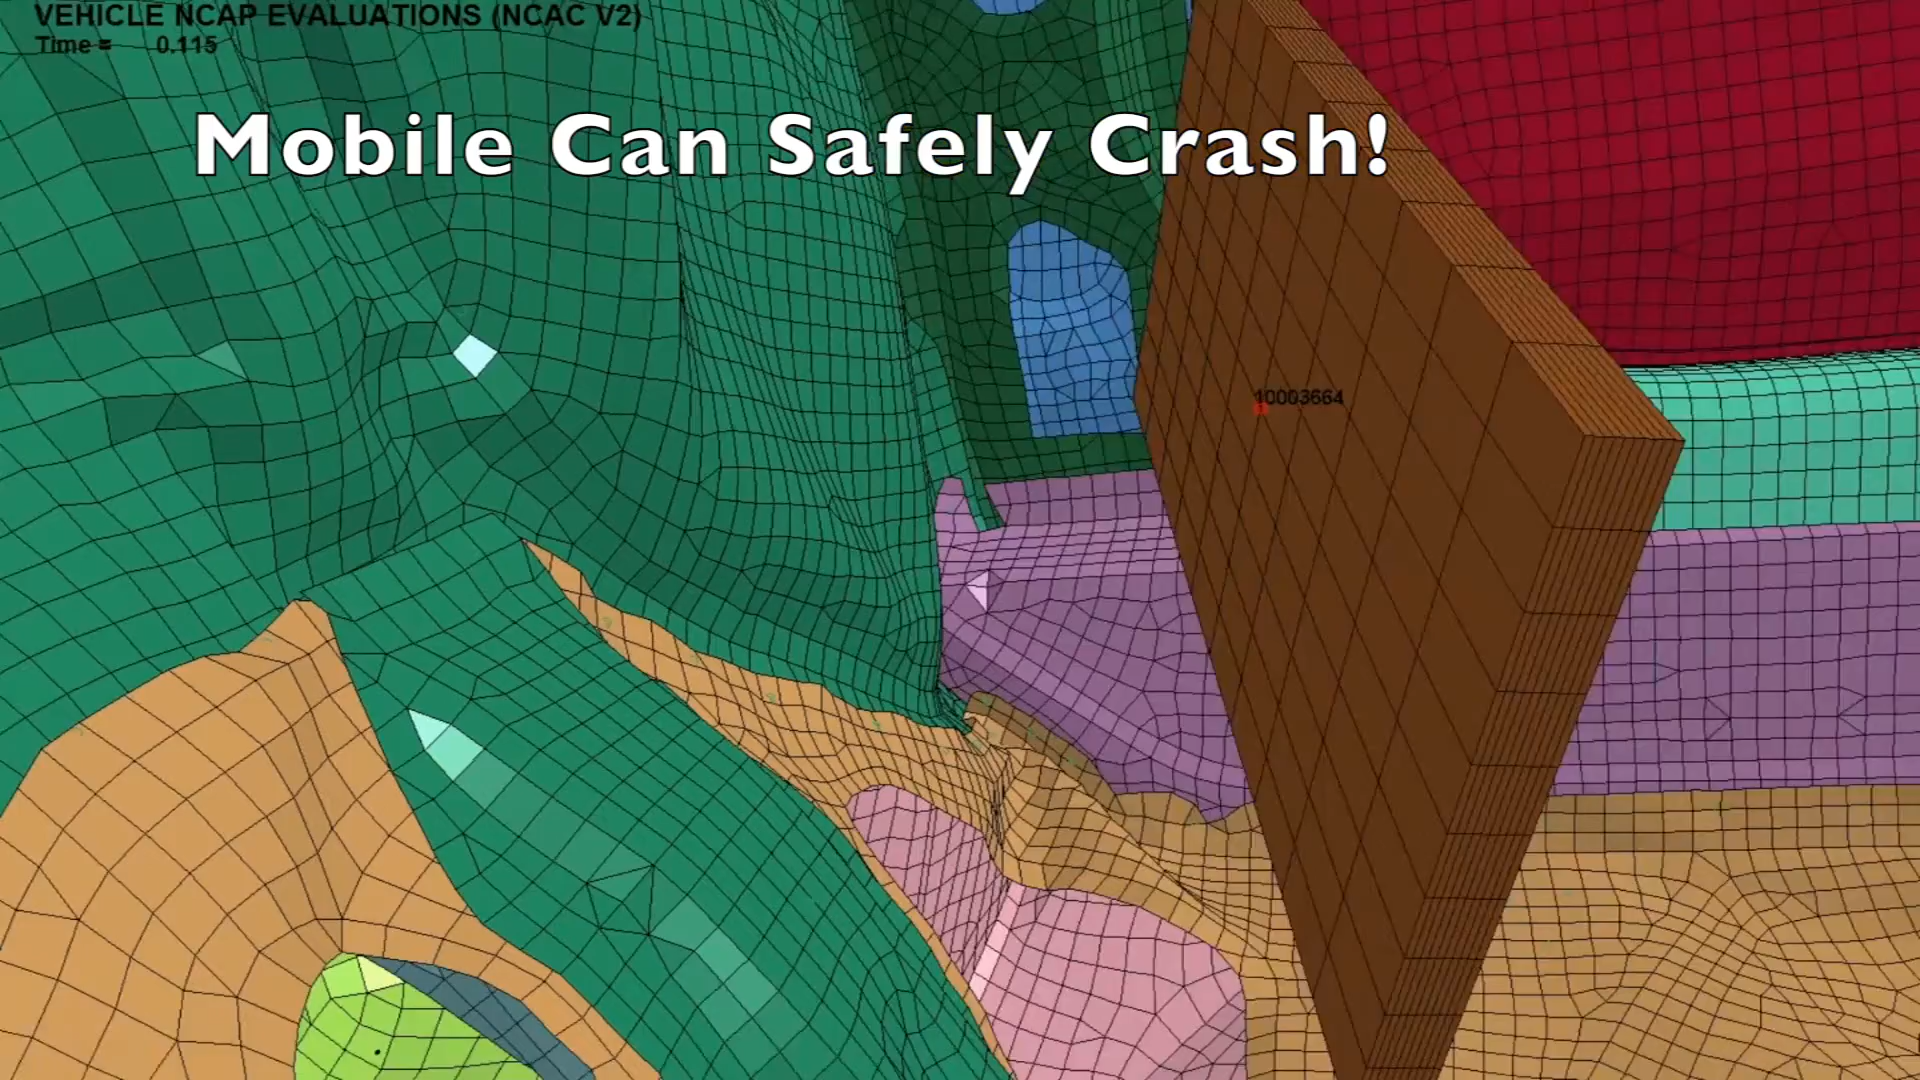 VEHICLE NCAP EVALUATIONS (NCAC V2)
Time = 0.115
Mobile Can Safely Crash!
10003664